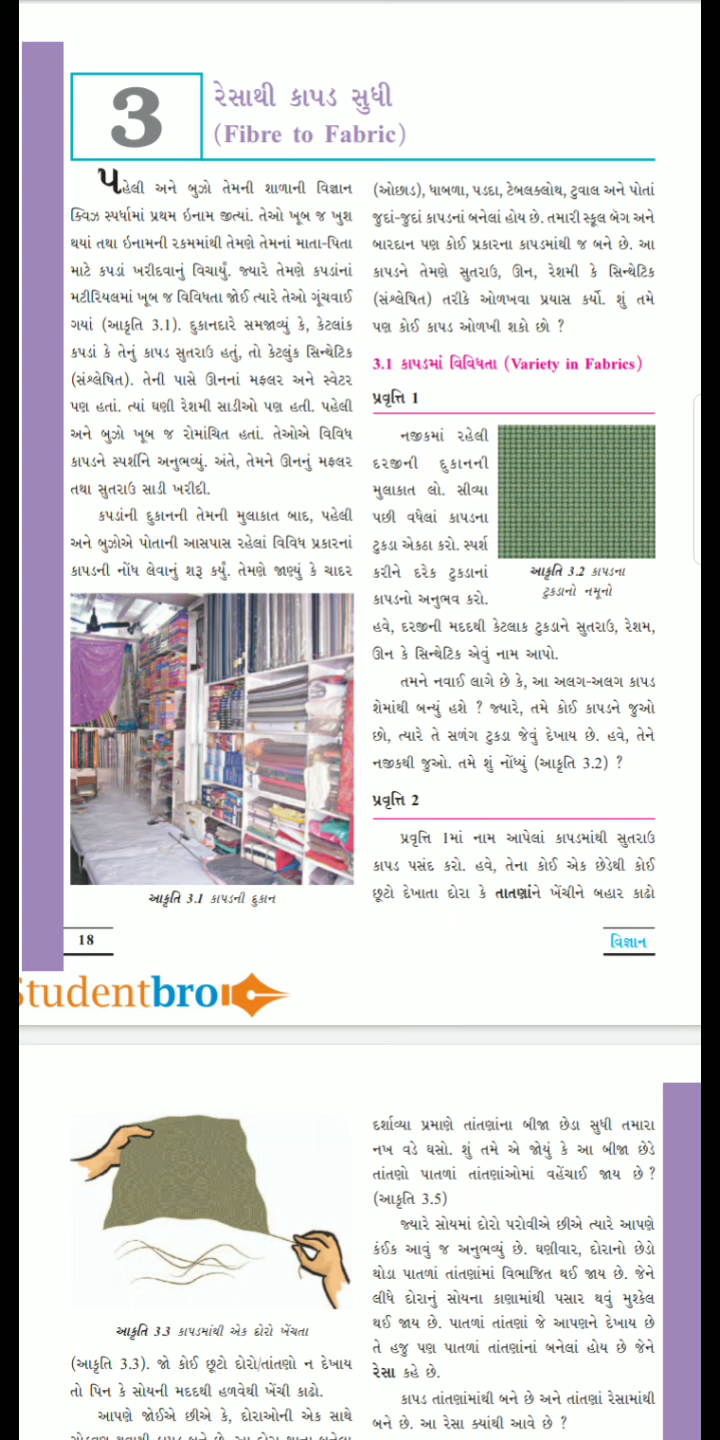 3
રેસાથી કાપડ સુધી
(Fibre to Fabric)
પહેલી અને બુઝો તેમની શાળાની વિજ્ઞાન
ક્વિઝ સ્પર્ધામાં પ્રથમ ઇનામ જીત્યાં. તેઓ ખૂબ જ ખુશ
થયાં તથા ઇનામની રકમમાંથી તેમણે તેમનાં માતા-પિતા
માટે કપડાં ખરીદવાનું વિચાર્યું. જ્યારે તેમણે કપડાંનાં
મટીરિયલમાં ખૂબ જ વિવિધતા જોઈ ત્યારે તેઓ ગૂંચવાઈ
ગયાં (આકૃતિ 3.1). દુકાનદારે સમજાવ્યું કે, કેટલાંક
કપડાં કે તેનું કાપડ સુતરાઉ હતું, તો કેટલુંક સિન્થેટિક
(સંશ્લેષિત). તેની પાસે ઊનનાં મફલર અને સ્વેટર
પણ હતાં. ત્યાં ઘણી રેશમી સાડીઓ પણ હતી. પહેલી
અને બુઝો ખૂબ જ રોમાંચિત હતાં. તેઓએ વિવિધ
કાપડને સ્પર્શીને અનુભવ્યું. અંતે, તેમને ઊનનું મફલર
તથા સુતરાઉ સાડી ખરીદી.
કપડાંની દુકાનની તેમની મુલાકાત બાદ, પહેલી
અને બુઝોએ પોતાની આસપાસ રહેલાં વિવિધ પ્રકારનાં
કાપડની નોંધ લેવાનું શરૂ કર્યું. તેમણે જાણ્યું કે ચાદર
આકૃતિ 3.1 કાપડની દુકાન
(ઓછાડ), ધાબળા, પડદા, ટેબલક્લોથ, ટુવાલ અને પોતાં
જુદાં-જુદાં કાપડનાં બનેલાં હોય છે. તમારી સ્કૂલ બૅગ અને
બારદાન પણ કોઈ પ્રકારના કાપડમાંથી જ બને છે. આ
કાપડને તેમણે સુતરાઉ, ઊન, રેશમી કે સિન્થેટિક
(સંશ્લેષિત) તરીકે ઓળખવા પ્રયાસ કર્યો. શું તમે
પણ કોઈ કાપડ ઓળખી શકો છો ?
3.1 કાપડમાં વિવિધતા (Variety in Fabrics)
પ્રવૃત્તિ 1
નજીકમાં રહેલી
દરજીની દુકાનની
મુલાકાત લો. સીવ્યા
પછી વધેલાં કાપડના
ટુકડા એકઠા કરો. સ્પર્શ
કરીને દરેક ટુકડાનાં
કાપડનો અનુભવ કરો.
આકૃતિ 3.2 કાપડના
ટુકડાનો નમૂનો
હવે, દરજીની મદદથી કેટલાક ટુકડાને સુતરાઉ, રેશમ,
ઊન કે સિન્થેટિક એવું નામ આપો.
તમને નવાઈ લાગે છે કે, આ અલગ-અલગ કાપડ
શેમાંથી બન્યું હશે ? જ્યારે, તમે કોઈ કાપડને જુઓ
છો, ત્યારે તે સળંગ ટુકડા જેવું દેખાય છે. હવે, તેને
નજીકથી જુઓ. તમે શું નોંધ્યું (આકૃતિ 3.2) ?
પ્રવૃત્તિ 2
પ્રવૃત્તિ 1માં નામ આપેલાં કાપડમાંથી સુતરાઉ
કાપડ પસંદ કરો. હવે, તેના કોઈ એક છેડેથી કોઈ
છૂટો દેખાતા દોરા કે તાતણાંને ખેંચીને બહાર કાઢો
18
વિજ્ઞાન
Studentbro
આકૃતિ 3.3 કાપડમાંથી એક દોરો ખેંચતા
(આકૃતિ 3.3). જો કોઈ છૂટો દોરો/તાંતણો ન દેખાય
તો પિન કે સોયની મદદથી હળવેથી ખેંચી કાઢો.
આપણે જોઈએ છીએ કે, દોરાઓની એક સાથે
દર્શાવ્યા પ્રમાણે તાંતણાંના બીજા છેડા સુધી તમારા
નખ વડે ઘસો. શું તમે એ જોયું કે આ બીજા છેડે
તાંતણો પાતળાં તાંતણાંઓમાં વહેંચાઈ જાય છે ?
(આકૃતિ 3.5)
જ્યારે સોયમાં દોરો પરોવીએ છીએ ત્યારે આપણે
કંઈક આવું જ અનુભવ્યું છે. ઘણીવાર, દોરાનો છેડો
થોડા પાતળાં તાંતણાંમાં વિભાજિત થઈ જાય છે. જેને
લીધે દોરાનું સોયના કાણામાંથી પસાર થવું મુશ્કેલ
થઈ જાય છે. પાતળાં તાંતણાં જે આપણને દેખાય છે
તે હજુ પણ પાતળાં તાંતણાંનાં બનેલાં હોય છે જેને
રેસા કહે છે.
કાપડ તાંતણાંમાંથી બને છે અને તાંતણાં રેસામાંથી
બને છે. આ રેસા ક્યાંથી આવે છે ?